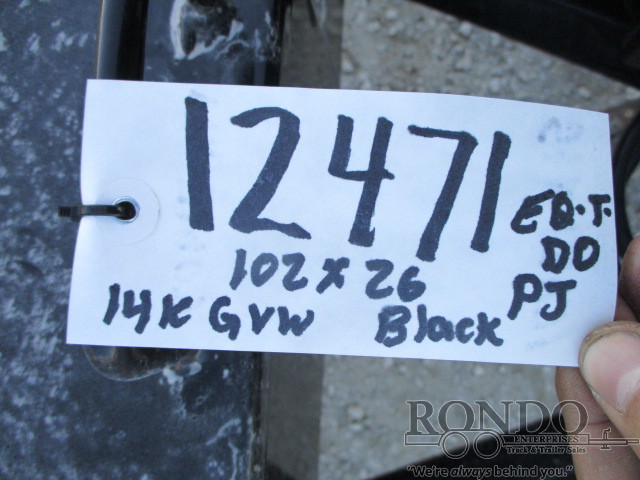 12471
EQ.T.
DO
PJ
102 x 26
14K GVW Black
RONDO
ENTERPRISES
Truck & Trailer Sales
"We're always behind you."